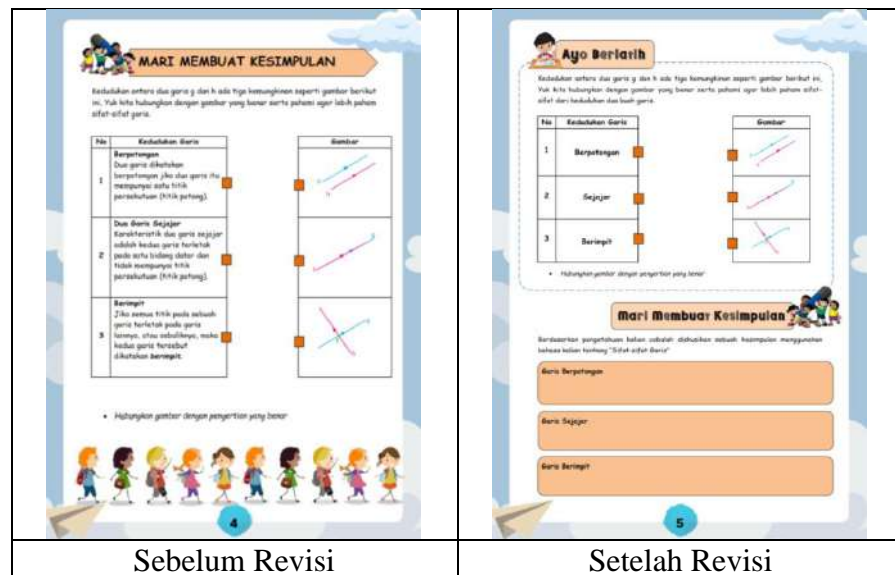 MARI MEMBUAT KESIMPULAN
Kedudukan antara dua garis g dan h ada tiga kemungkinan seperti gambar berikut
ini, Yuk kita hubungkan dengan gambar yang benar serta pahami agar lebih paham
sifat-sifat garis.
No Kedudukan Garis Gambar
1
Berpotongan
Dua garis dikatakan
berpotongan jika dua garis itu
mempunyai satu titik
persekutuan (titik potong).
2
Dua Garis Sejajar
Karakteristik dua garis sejajar
adalah kedua garis terletak
pada satu bidang datar dan
tidak mempunyai titik
persekutuan (titik potong).
3
Berimpit
Jika semua titik pada sebuah
garis terletak pada garis
lainnya, atau sebaliknya, maka
kedua garis tersebut
dikatakan berimpit.
• Hubungkan gambar dengan pengertian yang benar
4
Sebelum Revisi
Ayo Berlatih
Kedudukan antara dua garis g dan h ada tiga kemungkinan seperti gambar berikut ini,
Yuk kita hubungkan dengan gambar yang benar serta pahami agar lebih paham sifat-
sifat dari kedudukan dua buah garis.
No Kedudukan Garis Gambar
1 Berpotongan
2 Sejajar
3 Berimpit
• Hubungkan gambar dengan pengertian yang benar
Mari Membuat Kesimpulan
Berdasarkan pengetahuan kalian cobalah diskusikan sebuah kesimpulan menggunakan
bahasa kalian tentang "Sifat-sifat Garis"
Garis Berpotongan
Garis Sejajar
Garis Berimpit
5
Setelah Revisi